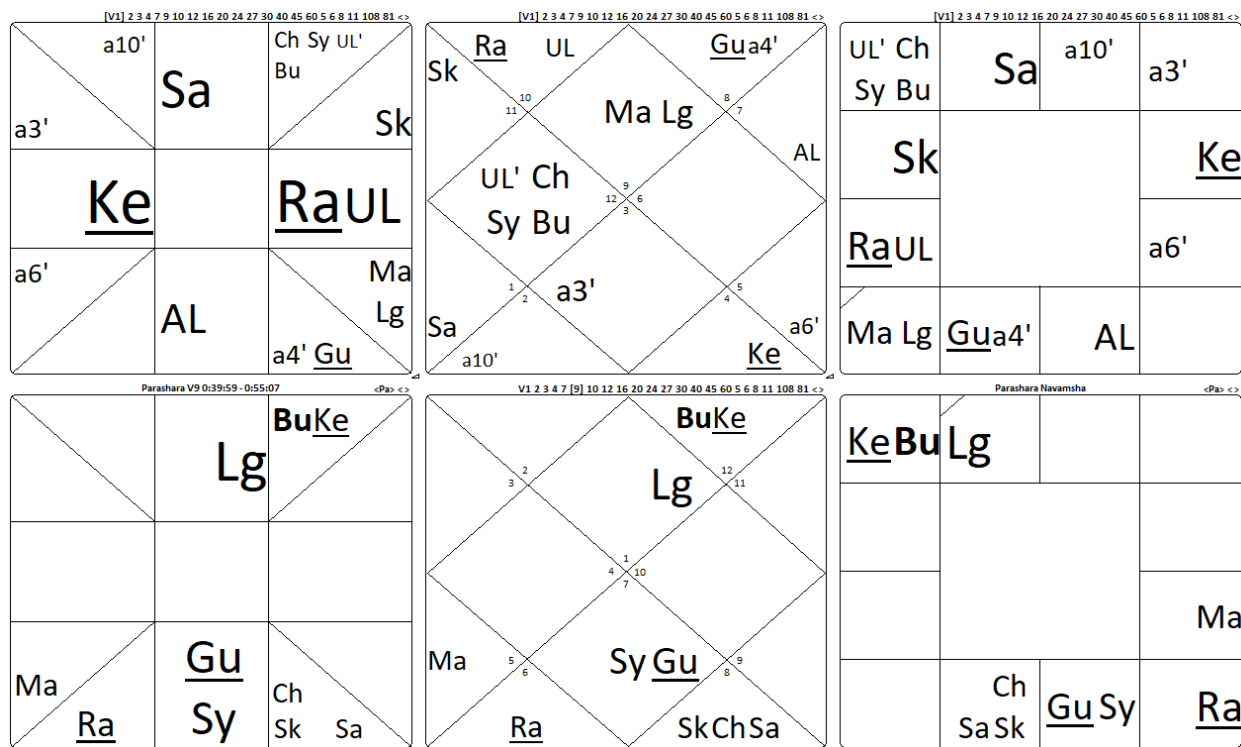 [V1] 2 3 4 7 9 10 12 16 20 24 27 30 40 45 60 5 6 8 11 108 81 < >
a10'
Sa
Ch Sy UL'
Bu
a3'
Sk
Ke
Ra UL
a6'
AL
Ma
Lg
a4' Gu
[V1] 2 3 4 7 9 10 12 16 20 24 27 30 40 45 60 5 6 8 11 108 81 < >
Ra UL
Gu a4'
Sk
10
11
Ma Lg
8
7
AL
UL' Ch
Sy Bu
9
12 6
3
1
2
a3'
5
4
Sa
a10'
a6'
Ke
[V1] 2 3 4 7 9 10 12 16 20 24 27 30 40 45 60 5 6 8 11 108 81 < >
UL' Ch
Sy Bu
Sa
a10'
a3'
Sk
Ke
Ra UL
a6'
Ma Lg
Gu a4'
AL
Parashara V9 0:39:59 - 0:55:07 <Pa> < >
Lg
Bu Ke
Ma
Ra
Gu
Sy
Ch
Sk Sa
V1 2 3 4 7 [9] 10 12 16 20 24 27 30 40 45 60 5 6 8 11 108 81 < >
Bu Ke
2
3
Lg
12
11
1
4 10
7
Ma
5
6
Sy Gu
9
8
Ra
Sk Ch Sa
Parashara Navamsha <Pa> < >
Ke Bu
Lg
Ma
Ch
Sa Sk
Gu Sy
Ra